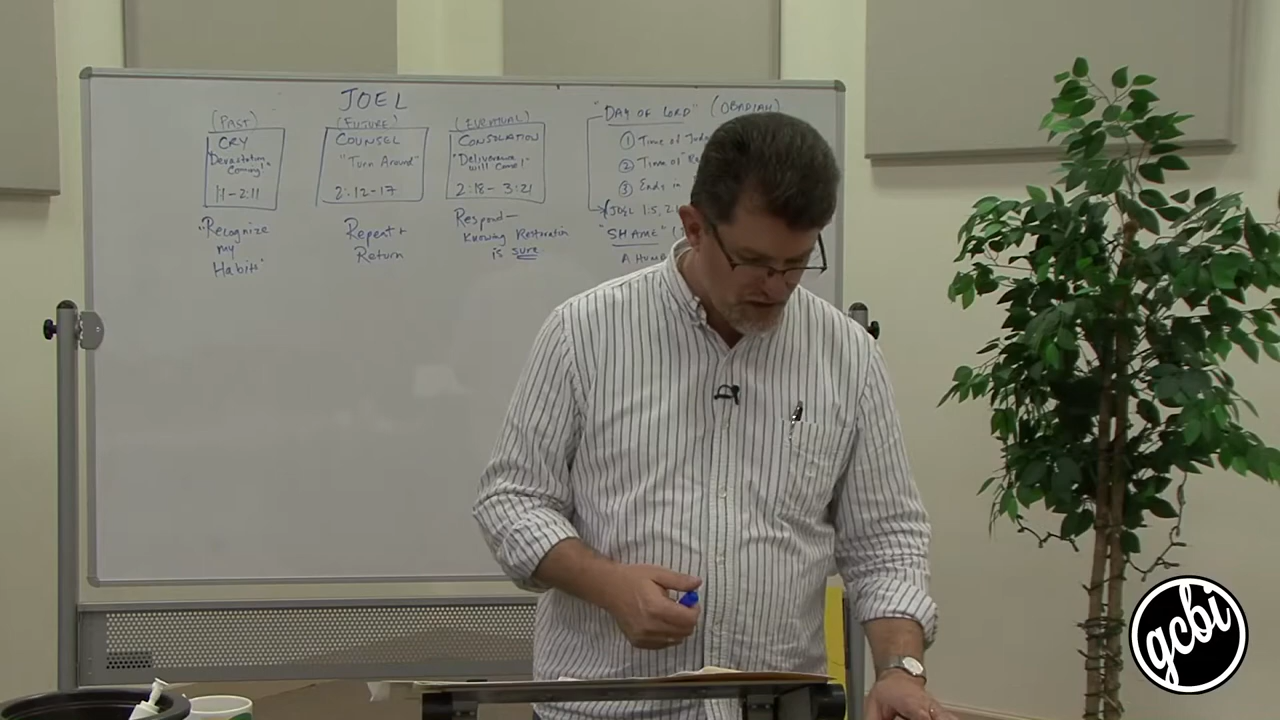 JOEL
(PAST)
CRY
"Devastation
Coming!"
1:1-2:11
"Recognize
my
Habits"
(FUTURE)
COUNSEL
"Turn Around"
2:12-17
Repent +
Return
(EVENTUAL)
CONSOLATION
"Deliverance
will Come!"
2:18-3:21
Respond—
Knowing Restoration
is sure
"DAY OF LORD" (OBADIAH)
① Time of
② Time of
③ Ends in
JOEL 1:5,
"SHAME"
A
gcbi